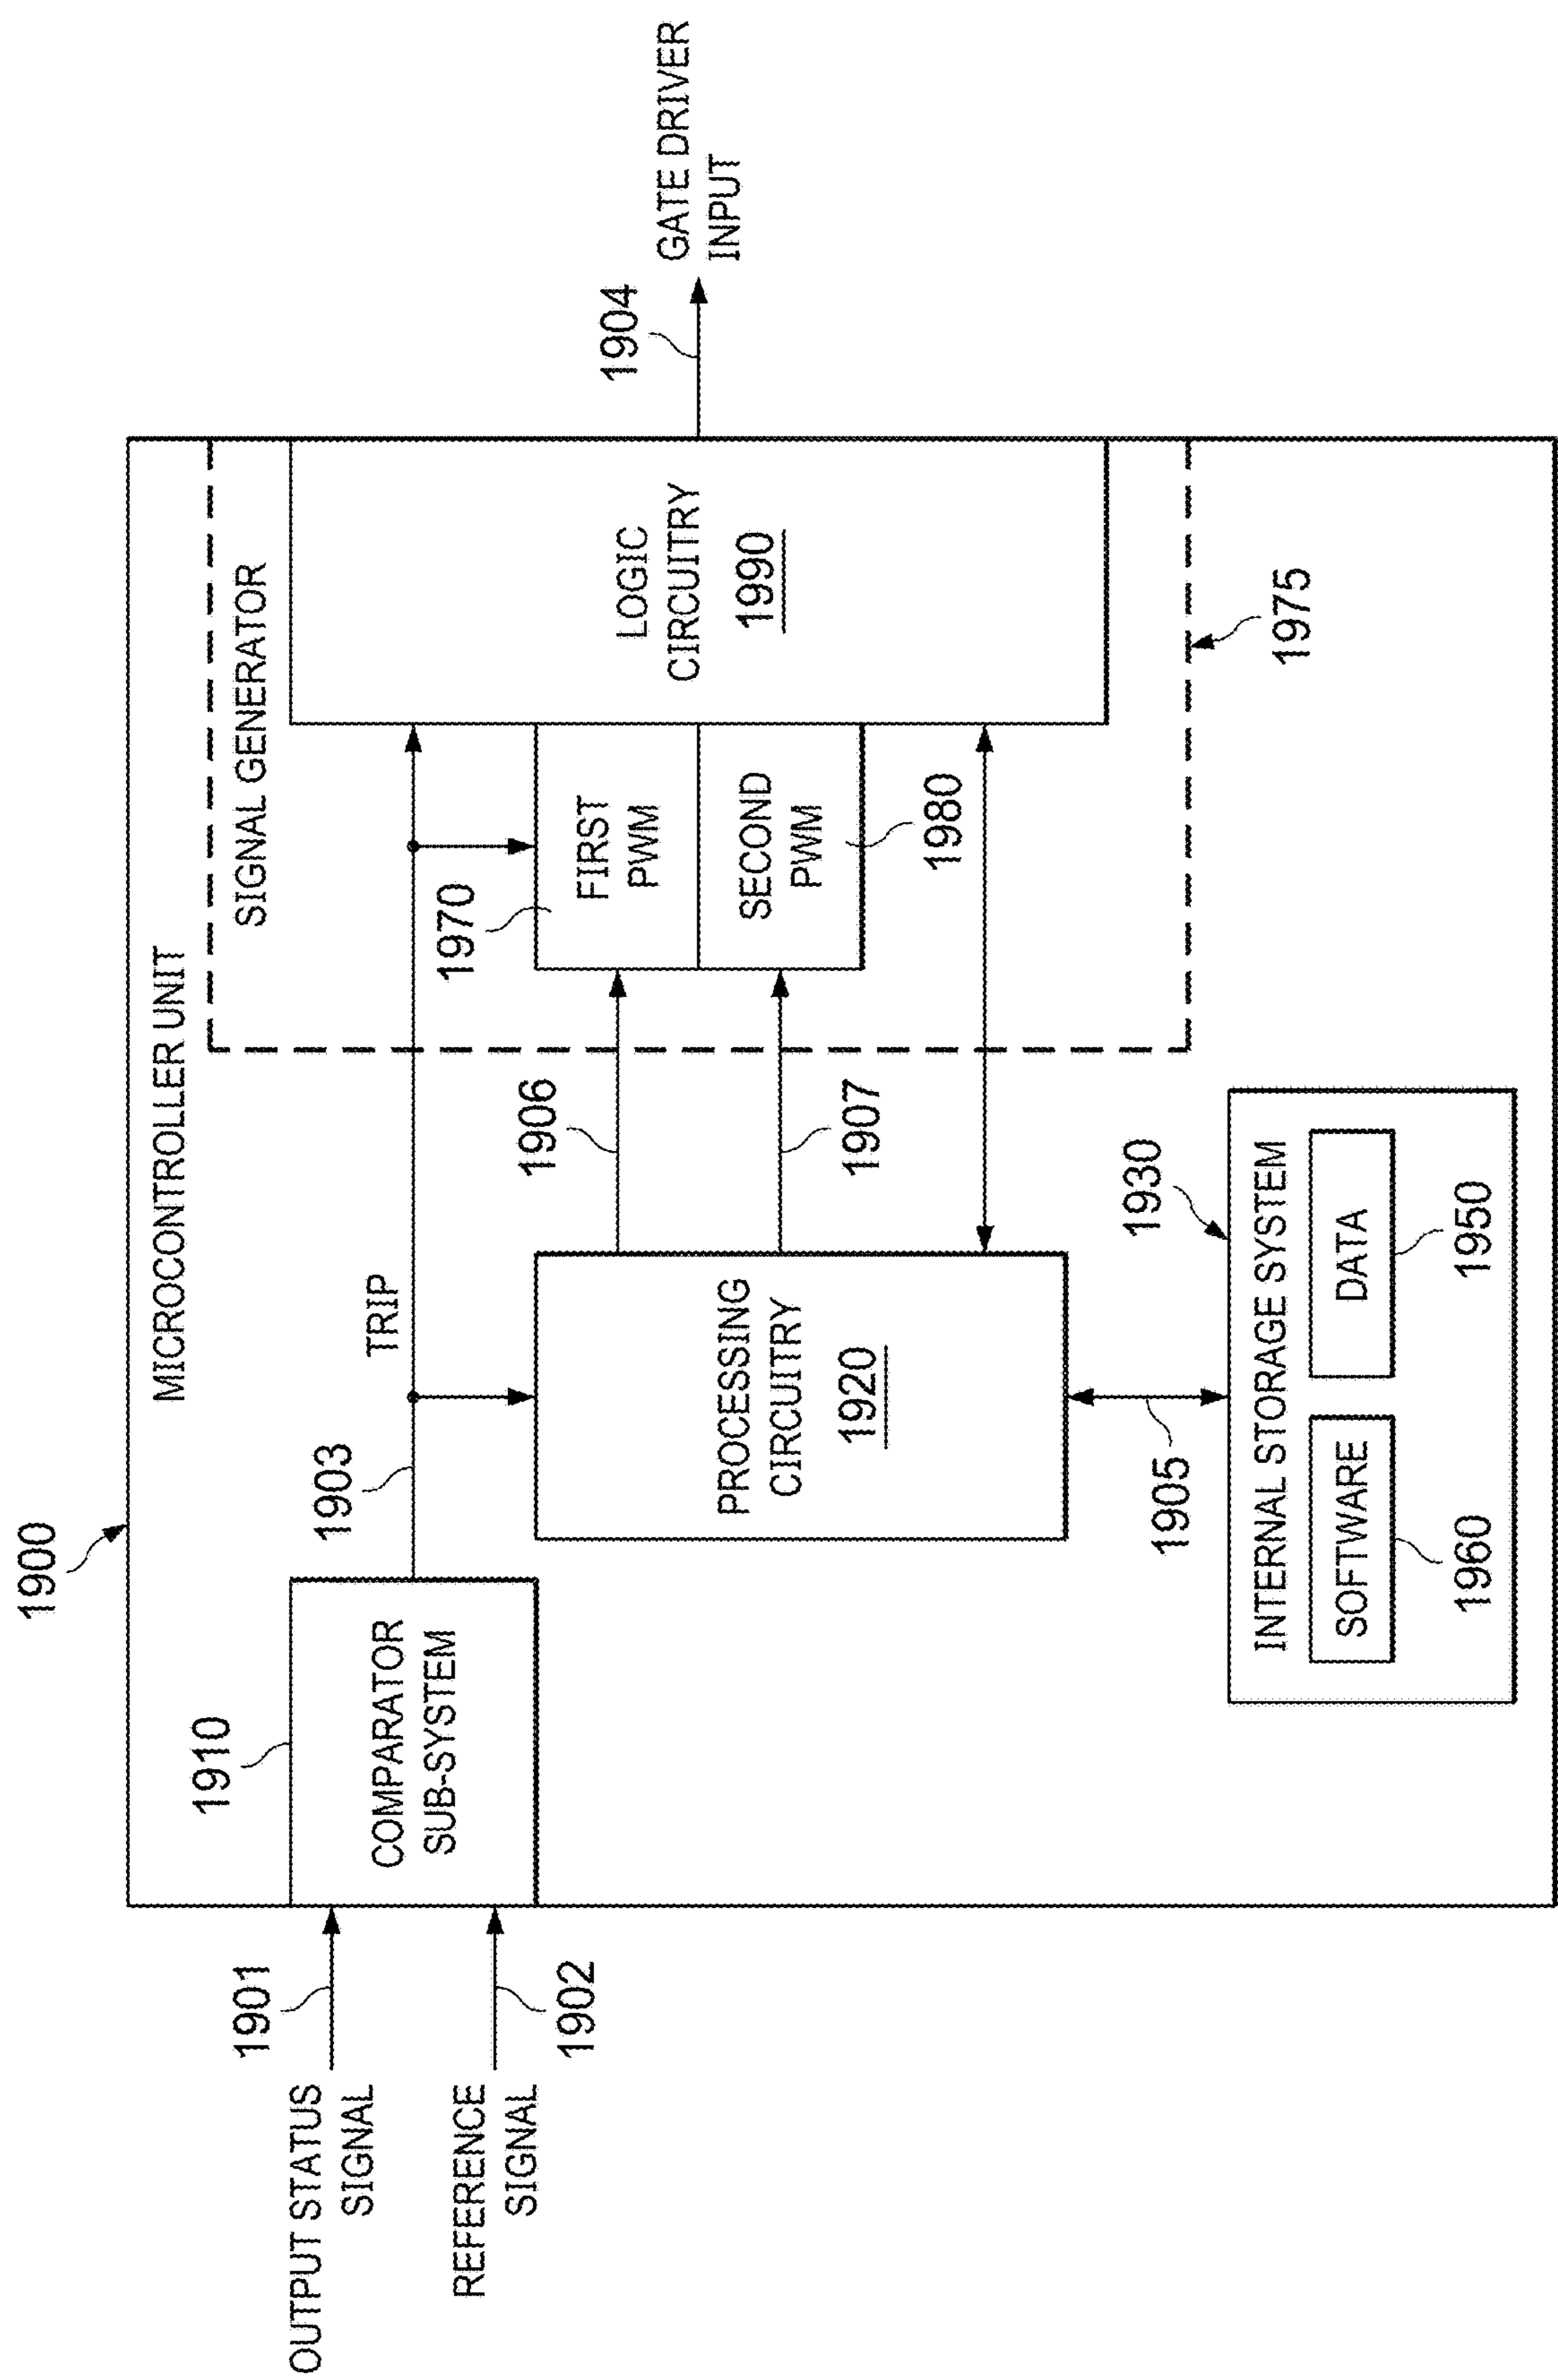 1900
MICROCONTROLLER UNIT
1910
COMPARATOR
SUB-SYSTEM
OUTPUT STATUS
SIGNAL
1901
REFERENCE
SIGNAL
1902
1903
TRIP
PROCESSING
CIRCUITRY
1920
1906
1907
1905
SIGNAL GENERATOR
1970
FIRST
PWM
SECOND
PWM
1980
LOGIC
CIRCUITRY
1990
1975
1904
GATE DRIVER
INPUT
1930
INTERNAL STORAGE SYSTEM
SOFTWARE
1960
DATA
1950